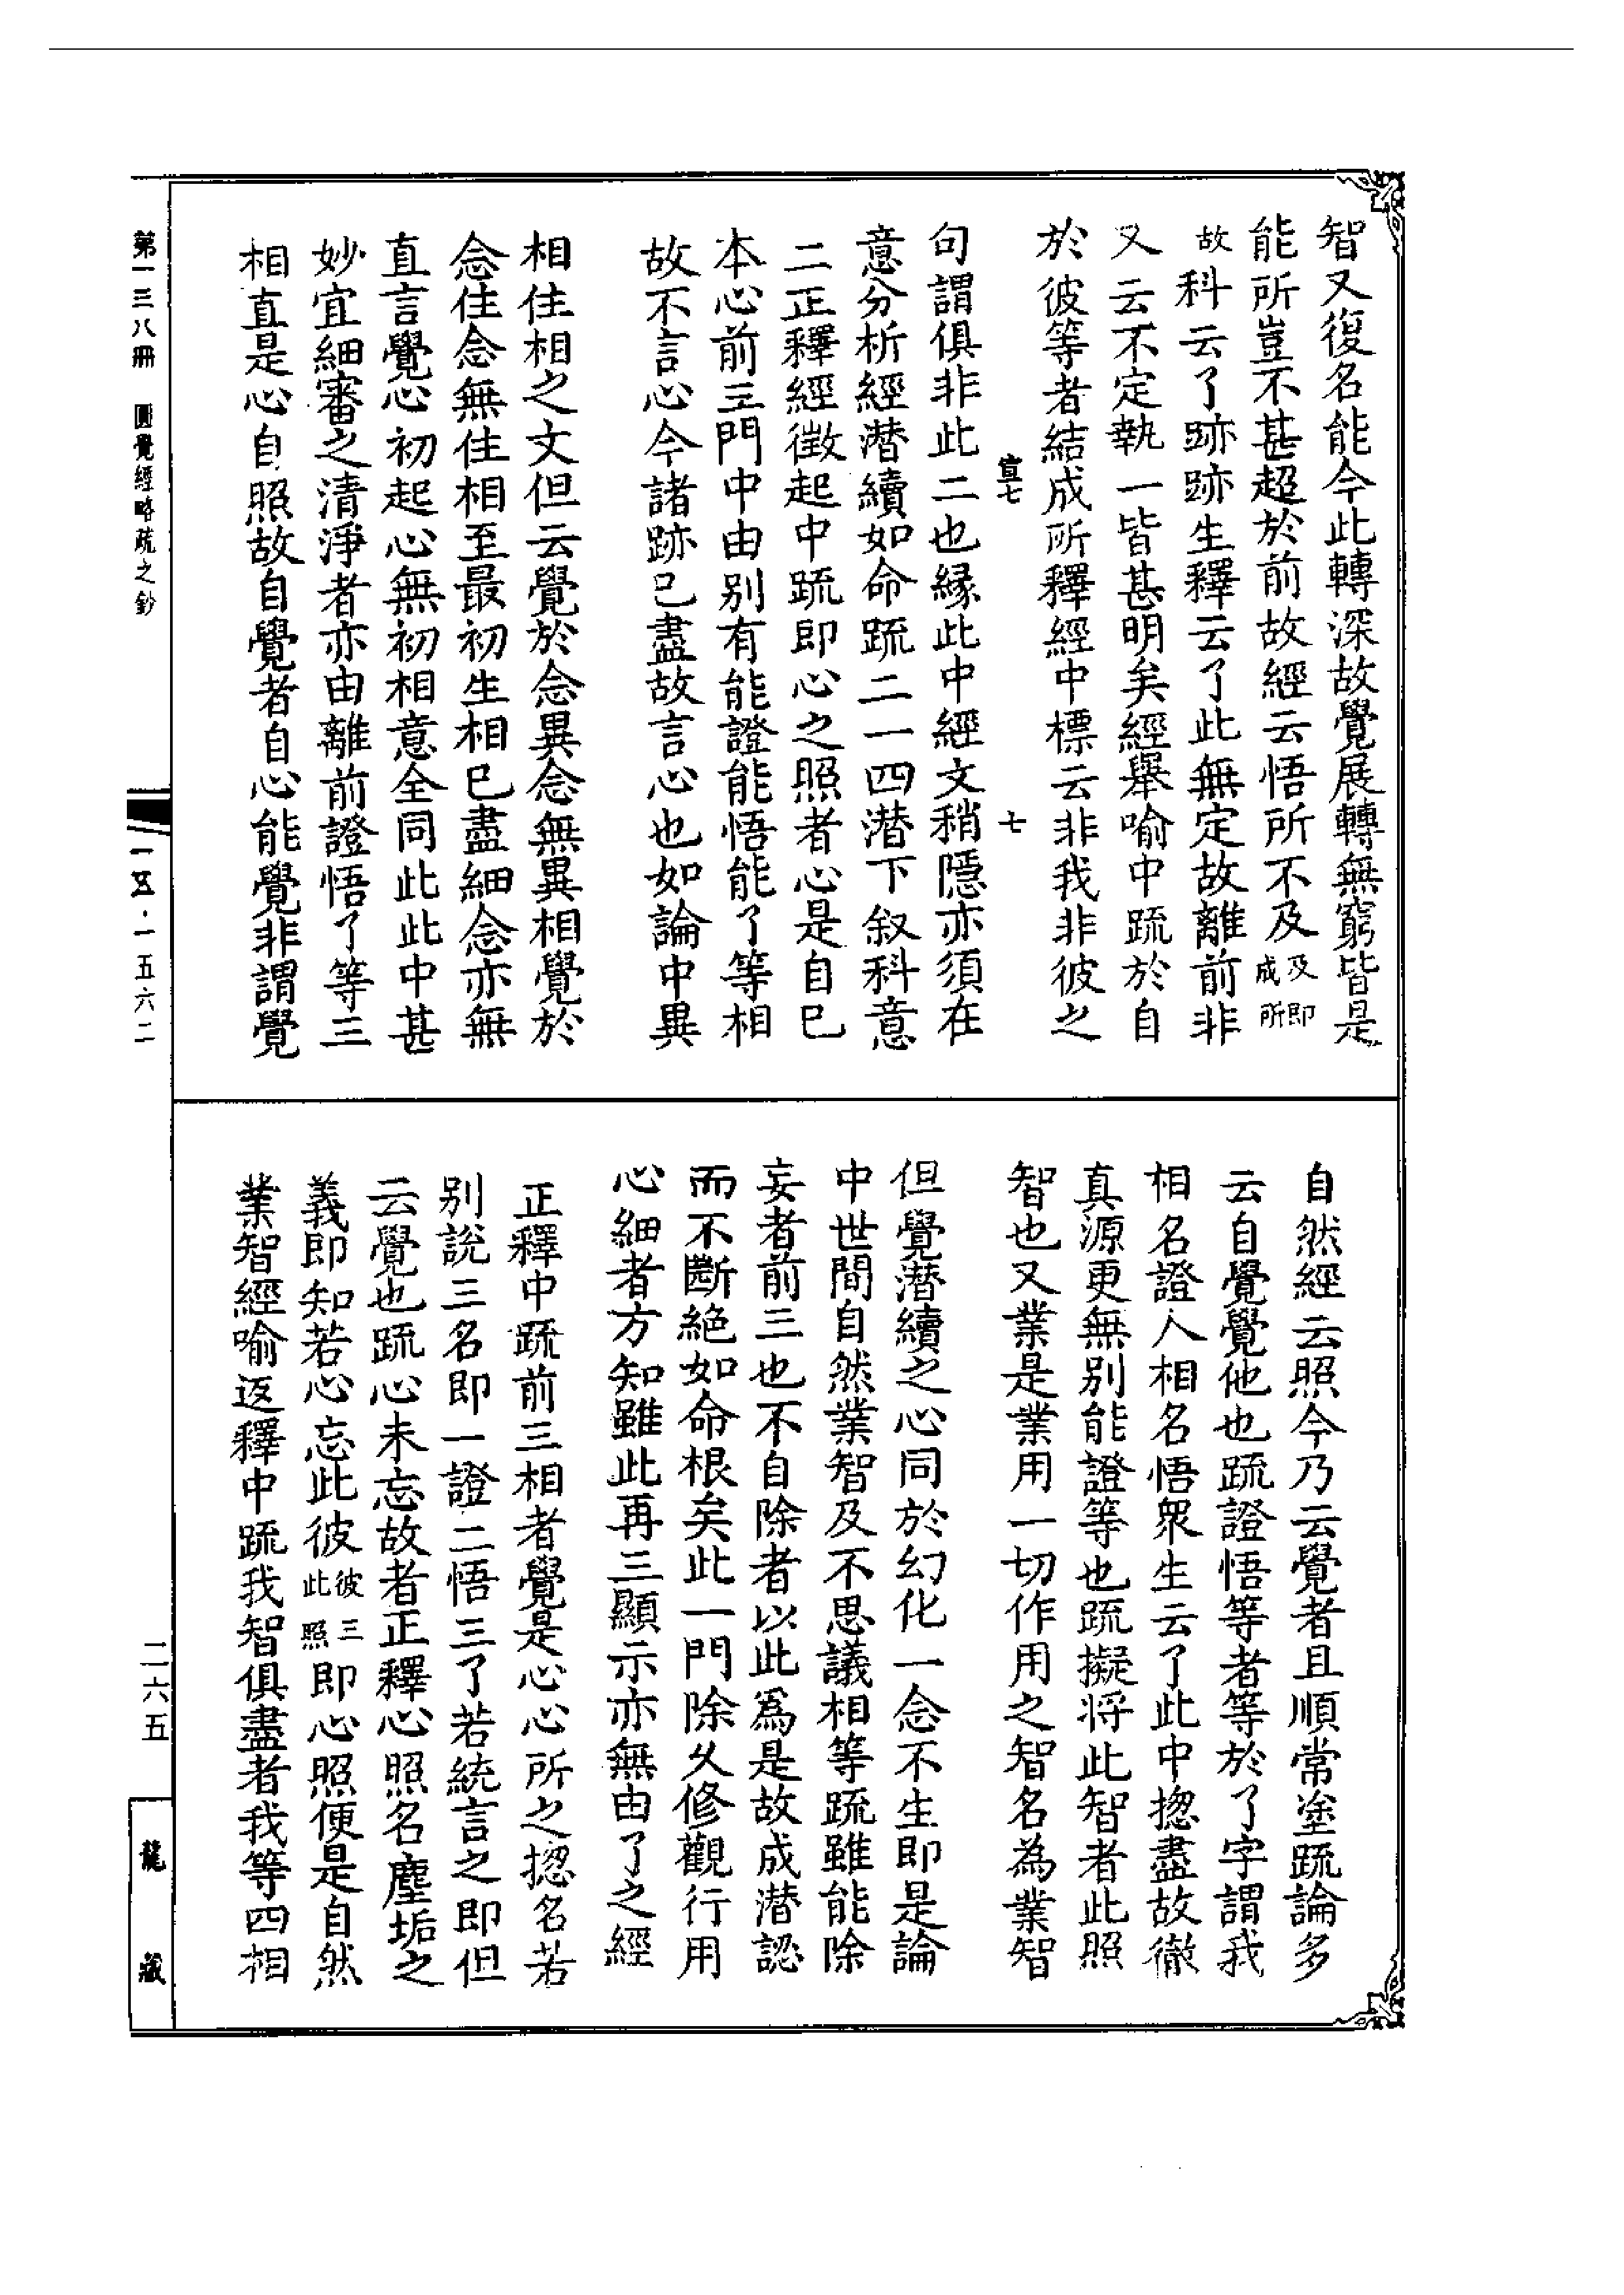 智又復名能今此轉深故覺展轉無窮皆是
能所豈不甚超於前故經云悟所不及及即成所
故科云了跡跡生釋云了此無定故離前非
又云不定執一皆甚明矣經舉喻中䟽於自
於彼等者結成所釋經中標云非我非彼之
宣七 七
句謂俱非此二也緣此中經文稍隱亦須在
意分析經潛續如命䟽二一四潛下叙科意
二正釋經徵起中䟽即心之照者心是自已
本心前三門中由別有能證能悟能了等相
故不言心今諸跡已盡故言心也如論中異
相住相之文但云覺於念異念無異相覺於
念住念無住相至最初生相已盡細念亦無
直言覺心初起心無初相意全同此此中甚
妙宜細審之清淨者亦由離前證悟了等三
相直是心自照故自覺者自心能覺非謂覺
自然經云照今乃云覺者且順常塗䟽論多
云自覺覺他也䟽證悟等者等於了字謂我
相名證人相名悟衆生云了此中揔盡故徹
真源更無別能證等也䟽擬將此智者此照
智也又業是業用一切作用之智名為業智
但覺潛續之心同於幻化一念不生即是論
中世間自然業智及不思議相等䟽雖能除
妄者前三也不自除者以此爲是故成潛認
而不斷絕如命根矣此一門除久修觀行用
心細者方知雖此再三顯示亦無由了之經
正釋中䟽前三相者覺是心心所之揔名若
別說三名即一證二悟三了若統言之即但
云覺也䟽心未忘故者正釋心照名塵垢之
義即知若心忘此彼彼三此照即心照便是自然
業智經喻返釋中䟽我智俱盡者我等四相
第一三八冊 圓覺經略疏之鈔
一五·一五六二
二六五
龍藏